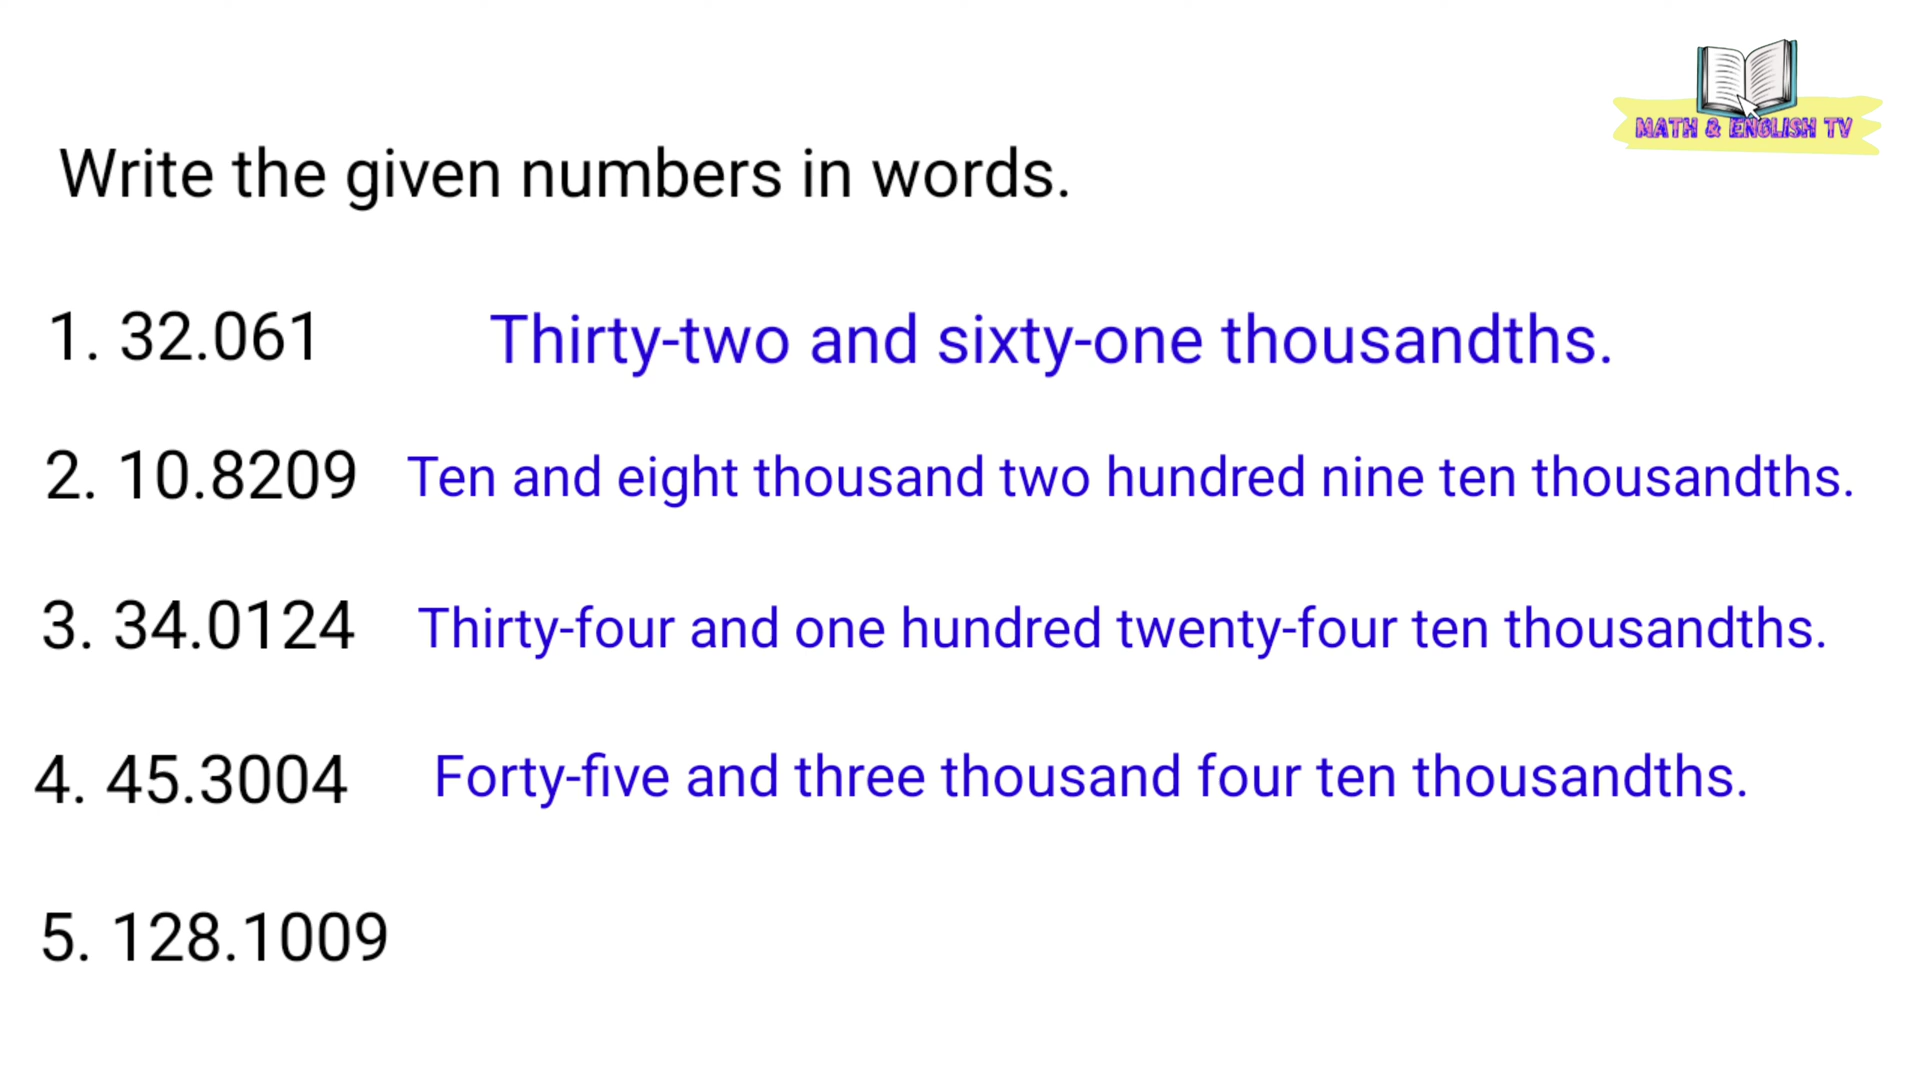 MATH & ENGLISH TV
Write the given numbers in words.
1. 32.061 Thirty-two and sixty-one thousandths.
2. 10.8209 Ten and eight thousand two hundred nine ten thousandths.
3. 34.0124 Thirty-four and one hundred twenty-four ten thousandths.
4. 45.3004 Forty-five and three thousand four ten thousandths.
5. 128.1009